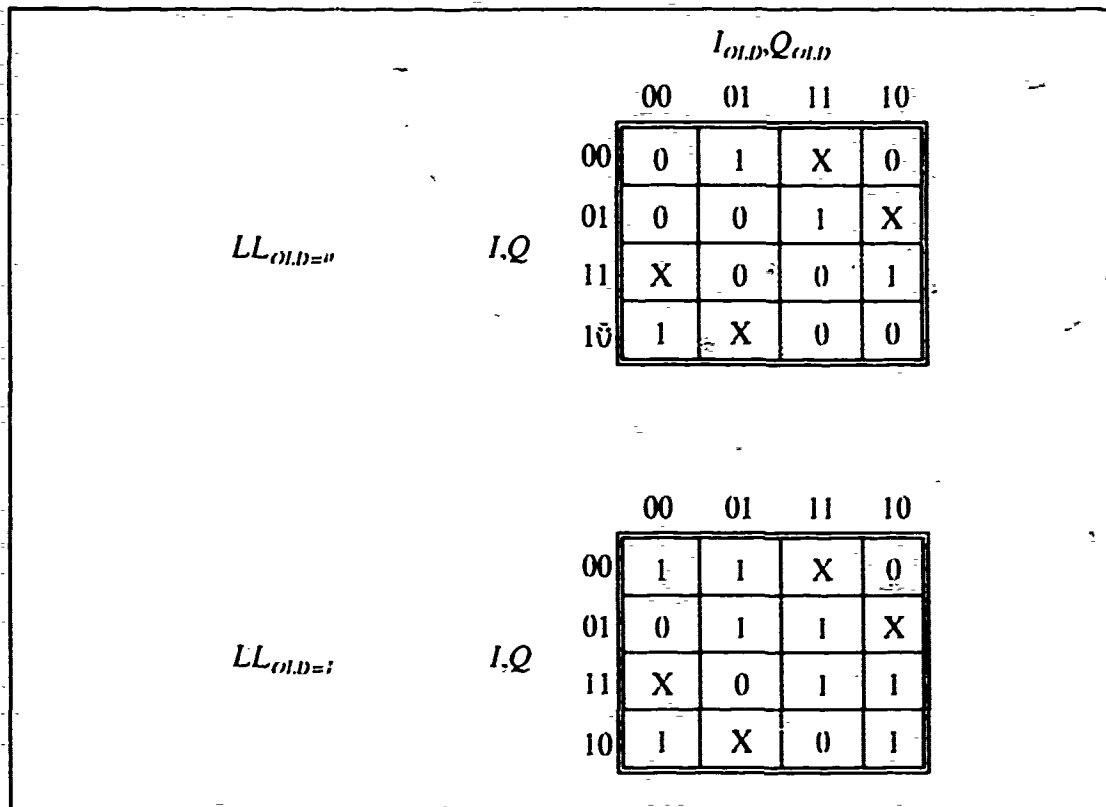 I_OLD,Q_OLD
00 01 11 10
00 0 1 X 0
01 0 0 1 X
LL_OLD=0 I,Q
11 X 0 0 1
10 1 X 0 0
00 01 11 10
00 1 1 X 0
01 0 1 1 X
LL_OLD=1 I,Q
11 X 0 1 1
10 1 X 0 1